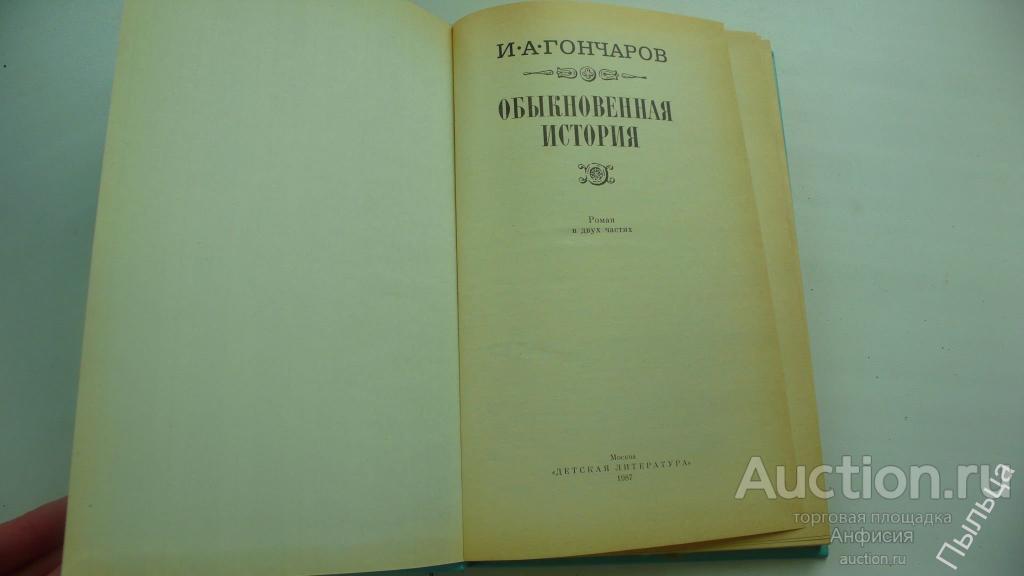 И·А·ГОНЧАРОВ
ОБЫКНОВЕННАЯ
ИСТОРИЯ
Роман
в двух частях
Москва
«ДЕТСКАЯ ЛИТЕРАТУРА»
1987
Auction.ru
торговая площадка
Анфисия
auction.ru
Пыльца